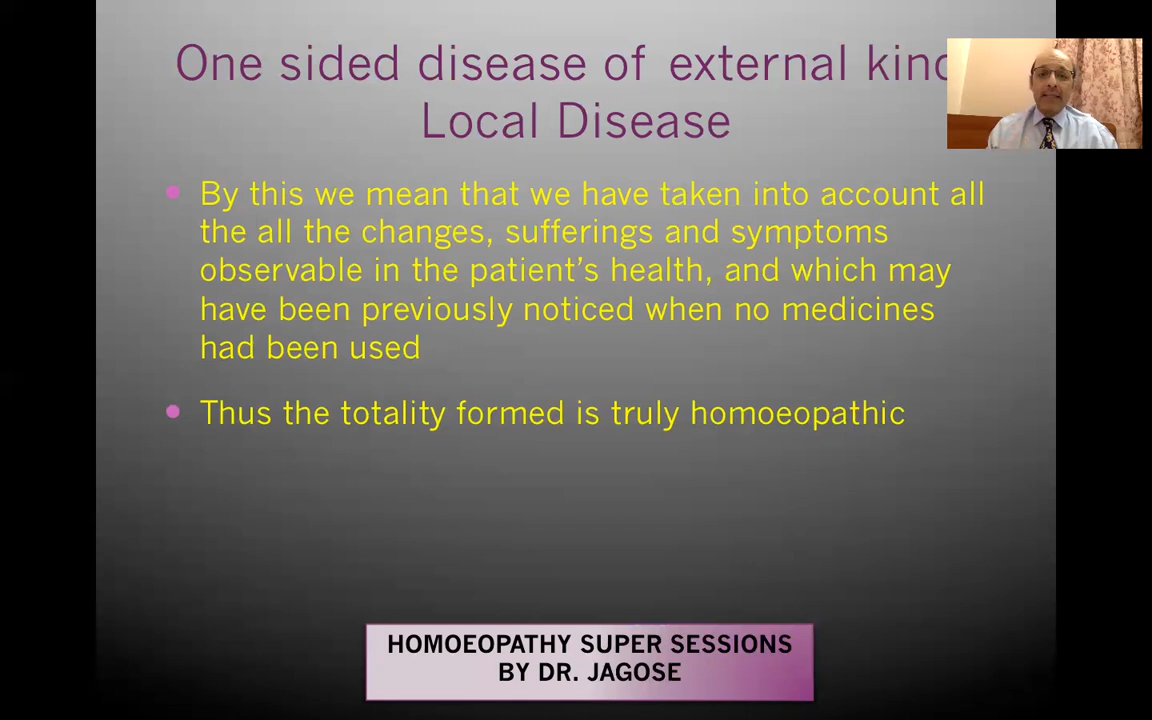 One sided disease of external kind
Local Disease
By this we mean that we have taken into account all
the all the changes, sufferings and symptoms
observable in the patient’s health, and which may
have been previously noticed when no medicines
had been used
Thus the totality formed is truly homoeopathic
HOMOEOPATHY SUPER SESSIONS
BY DR. JAGOSE